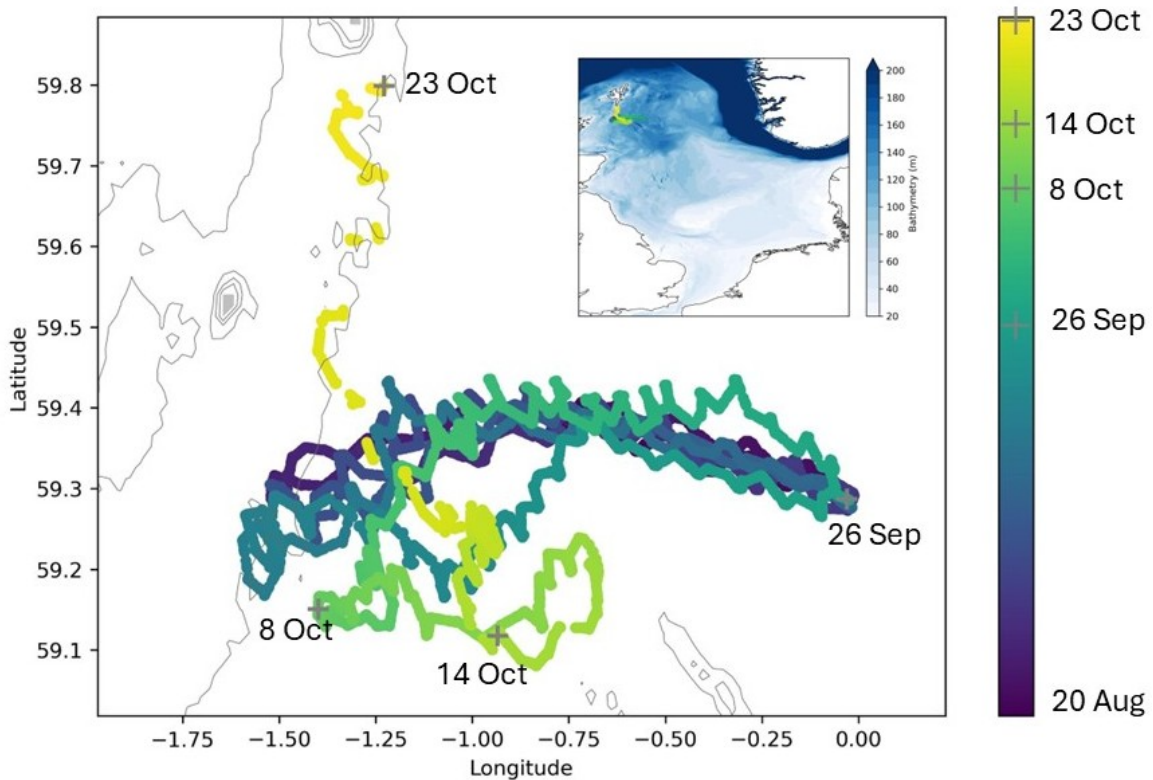 23 Oct
14 Oct
8 Oct
26 Sep
20 Aug
59.8
59.7
59.6
59.5
59.4
59.3
59.2
59.1
Latitude
23 Oct
200
180
160
140
120
100
80
60
40
20
Bathymetry (m)
26 Sep
8 Oct
14 Oct
−1.75
−1.50
−1.25
−1.00
−0.75
−0.50
−0.25
0.00
Longitude